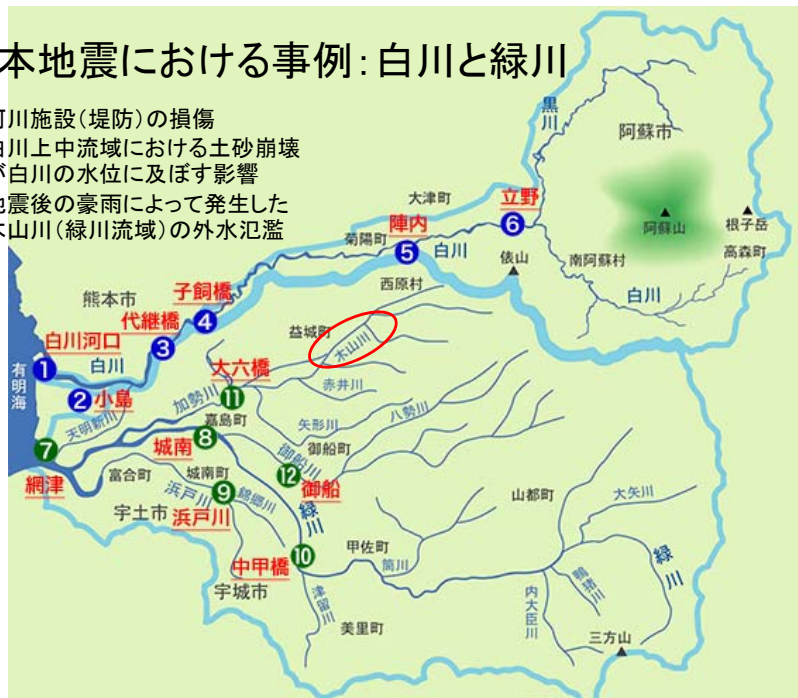 本地震における事例：白川と緑川
河川施設（堤防）の損傷
白川上中流域における土砂崩壊
が白川の水位に及ぼす影響
地震後の豪雨によって発生した
木山川（緑川流域）の外水氾濫
黒川
阿蘇市
大津町
立野
陣内
⑥
阿蘇山
根子岳
菊陽町
⑤
白川
俵山
南阿蘇村
高森町
西原村
白川
子飼橋
熊本市
代継橋
④
益城町
木山川
白川河口
③
有明海
①
白川
大六橋
赤井川
②
小島
加勢川
⑪
天明新川
嘉島町
矢形川
八勢川
⑦
城南
⑧
御船川
御船町
網津
富合町
城南町
⑫
御船
浜戸川
⑨
錦郷川
緑川
山都町
大矢川
宇土市
浜戸川
中甲橋
⑩
甲佐町
筒川
緑川
宇城市
津留川
鴨猪川
内大臣川
美里町
三方山